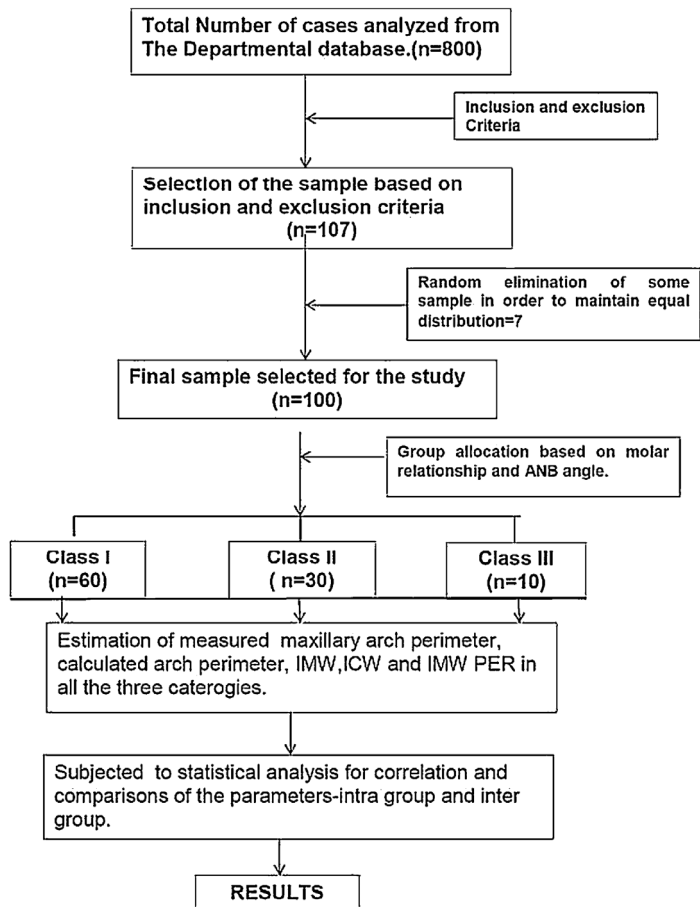 Total Number of cases analyzed from
The Departmental database.(n=800)
Inclusion and exclusion
Criteria
Selection of the sample based on
inclusion and exclusion criteria
(n=107)
Random elimination of some
sample in order to maintain equal
distribution=7
Final sample selected for the study
(n=100)
Group allocation based on molar
relationship and ANB angle.
Class I
(n=60)
Class II
( n=30)
Class III
(n=10)
Estimation of measured maxillary arch perimeter,
calculated arch perimeter, IMW,ICW and IMW PER in
all the three caterogies.
Subjected to statistical analysis for correlation and
comparisons of the parameters-intra group and inter
group.
RESULTS